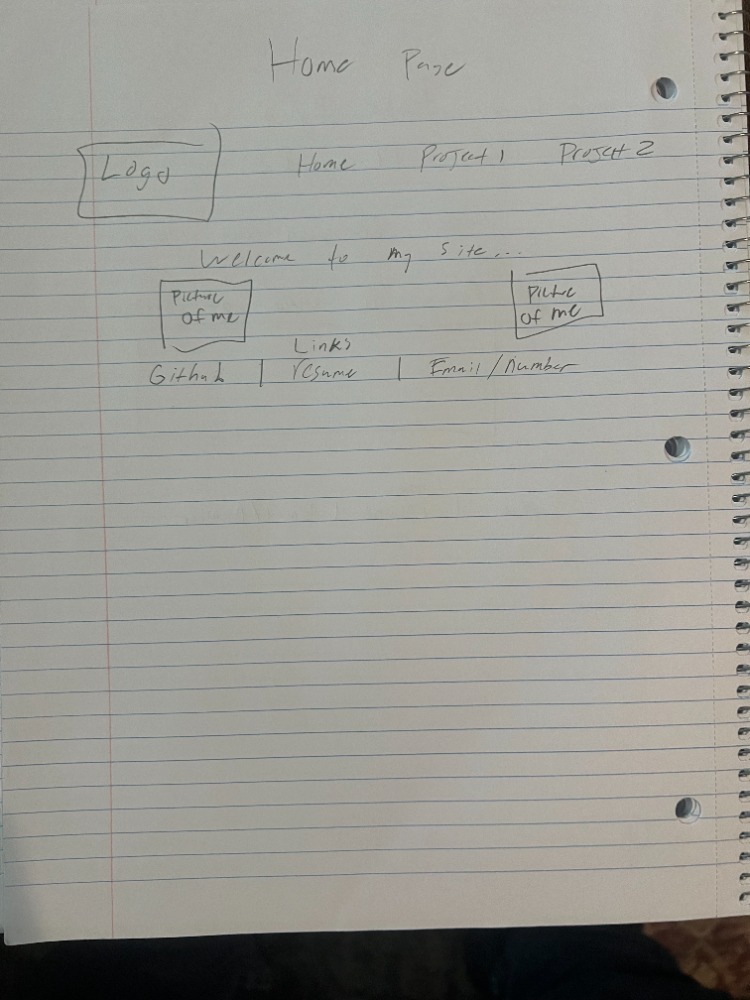 Home Page
Logo Home Project 1 Project 2
Welcome to my site...
Picture of me
Picture of me
Links
Github | resume | Email/number